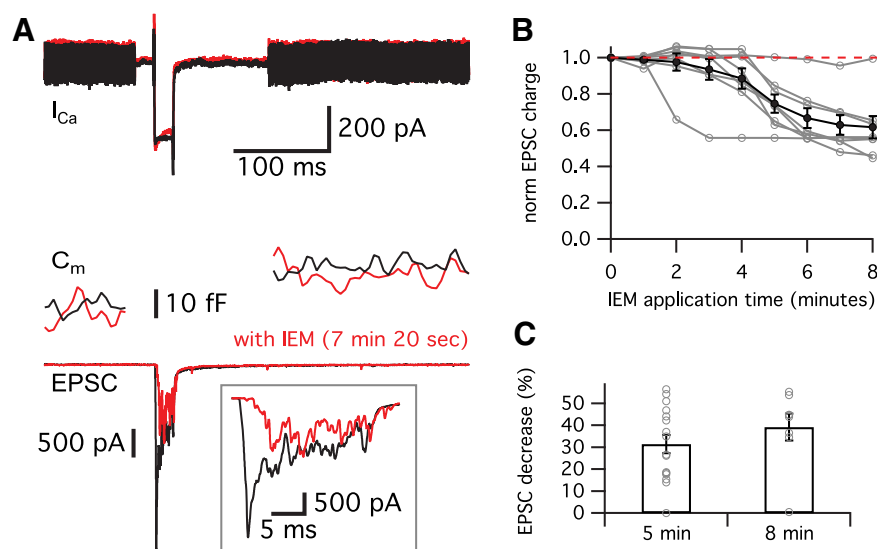 A
I_Ca
200 pA
100 ms
C_m
10 fF
with IEM (7 min 20 sec)
EPSC
500 pA
500 pA
5 ms
B
norm EPSC charge
1.0
0.8
0.6
0.4
0.2
0.0
0 2 4 6 8
IEM application time (minutes)
C
EPSC decrease (%)
50
40
30
20
10
0
5 min 8 min